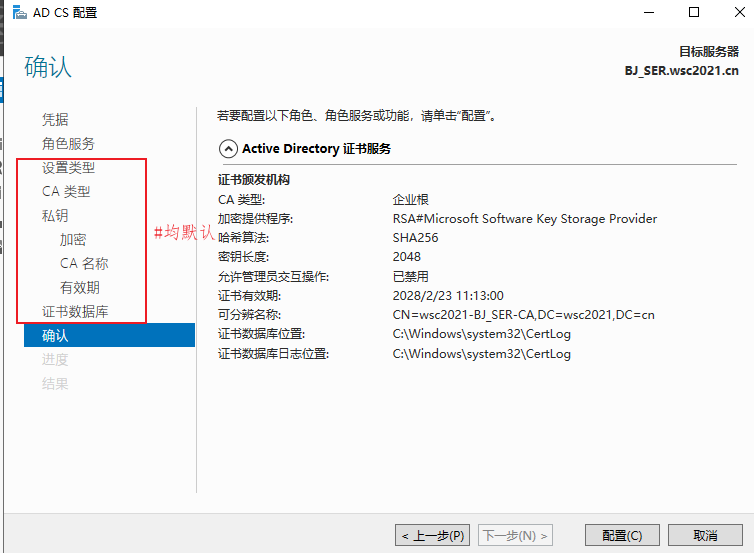 AD CS 配置
目标服务器
BJ_SER.wsc2021.cn
确认
凭据
角色服务
设置类型
CA 类型
私钥
加密
CA 名称
有效期
证书数据库
确认
进度
结果
#均默认
若要配置以下角色、角色服务或功能，请单击“配置”。
Active Directory 证书服务
证书颁发机构
CA 类型: 企业根
加密提供程序: RSA#Microsoft Software Key Storage Provider
哈希算法: SHA256
密钥长度: 2048
允许管理员交互操作: 已禁用
证书有效期: 2028/2/23 11:13:00
可分辨名称: CN=wsc2021-BJ_SER-CA,DC=wsc2021,DC=cn
证书数据库位置: C:\Windows\system32\CertLog
证书数据库日志位置: C:\Windows\system32\CertLog
< 上一步(P) 下一步(N) > 配置(C) 取消